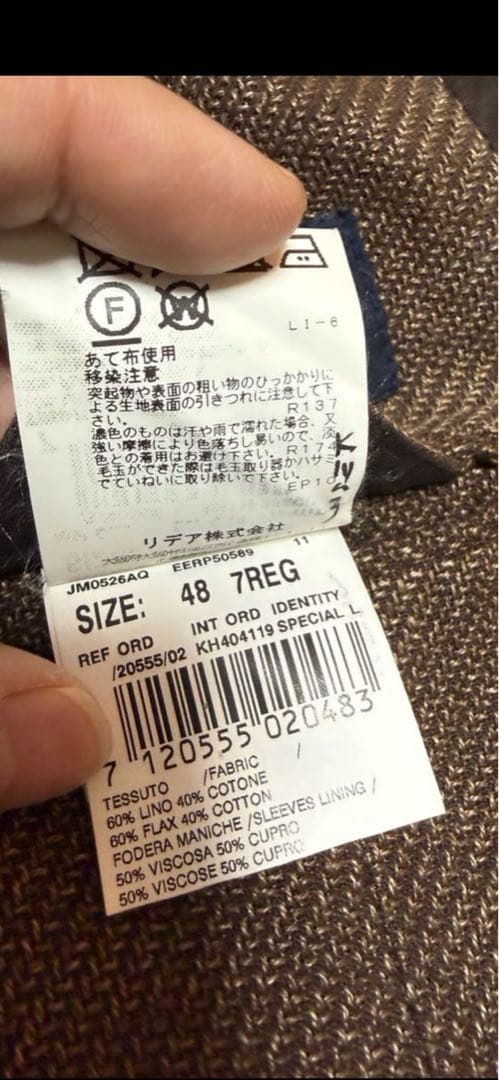 F
W
LI-6
あて布使用
移染注意
突起物や表面の粗い物のひっかかりに
よる生地表面の引きつれに注意して下
さい。 R137
濃色のものは汗や雨で濡れた場合、又
強い摩擦により色落ちし易いので、淡
色との着用はお避け下さい。 R174
毛玉ができた際は毛玉取り器かハサミ
でていねいに取り除いて下さい。
EP10
リデア株式会社
JM0526AQ EERP50589 11
SIZE: 48 7REG
REF ORD INT ORD IDENTITY
/20555/02 KH404119 SPECIAL L
7 120555 020483
TESSUTO /FABRIC /
60% LINO 40% COTONE
60% FLAX 40% COTTON
FODERA MANICHE /SLEEVES LINING /
50% VISCOSA 50% CUPRO
50% VISCOSE 50% CUPRO